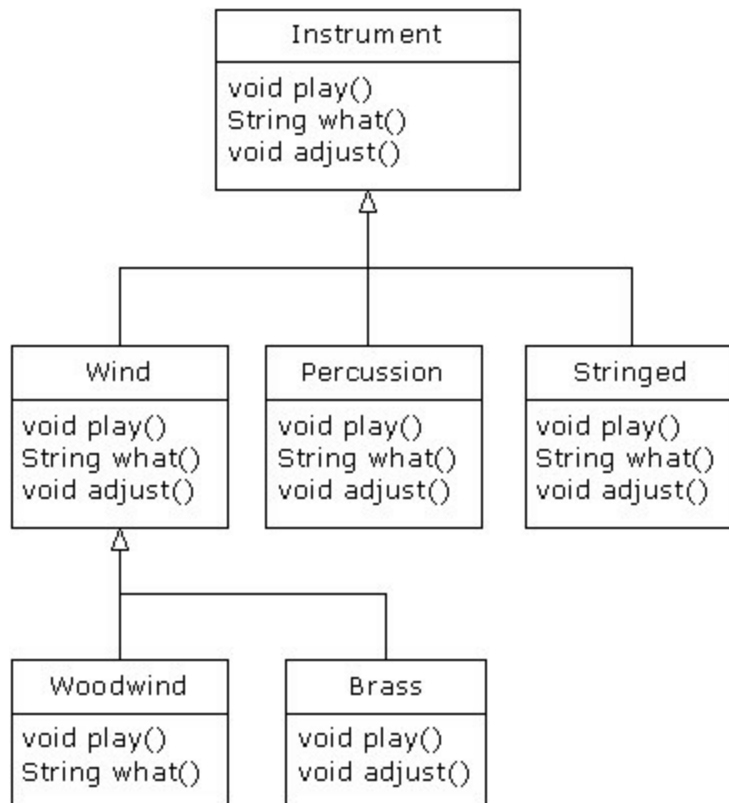 Instrument
void play()
String what()
void adjust()
Wind
void play()
String what()
void adjust()
Percussion
void play()
String what()
void adjust()
Stringed
void play()
String what()
void adjust()
Woodwind
void play()
String what()
Brass
void play()
void adjust()